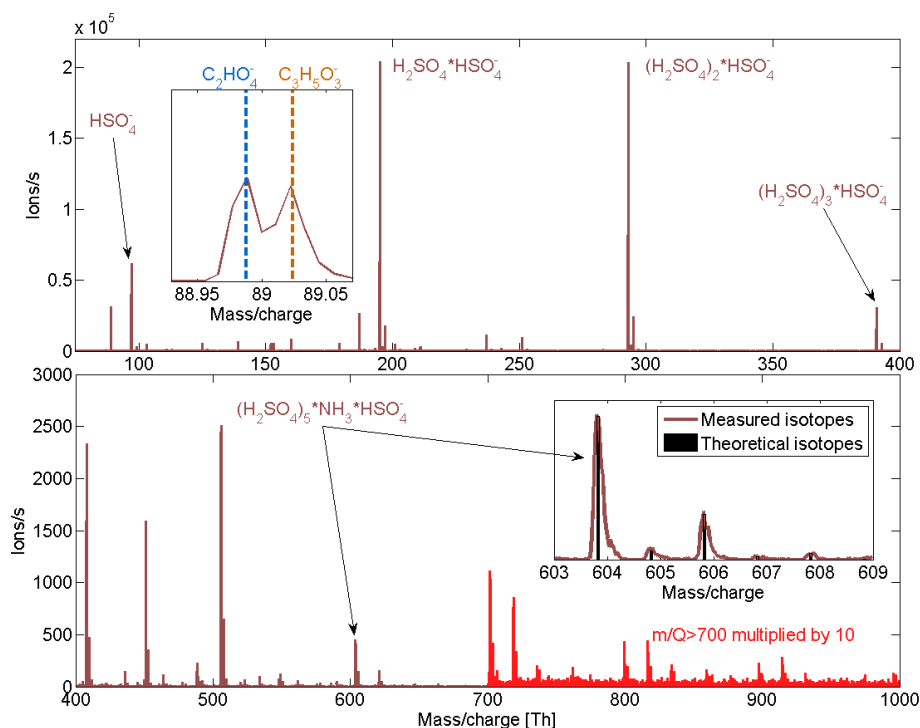 x 10⁵
2
1.5
1
0.5
0
Ions/s
HSO₄⁻
C₂HO₄⁻
C₃H₅O₃⁻
88.95 89 89.05
Mass/charge
H₂SO₄*HSO₄⁻
(H₂SO₄)₂*HSO₄⁻
(H₂SO₄)₃*HSO₄⁻
100 150 200 250 300 350 400
3000
2500
2000
1500
1000
500
0
Ions/s
(H₂SO₄)₅*NH₃*HSO₄⁻
Measured isotopes
Theoretical isotopes
603 604 605 606 607 608 609
Mass/charge
m/Q>700 multiplied by 10
400 500 600 700 800 900 1000
Mass/charge [Th]